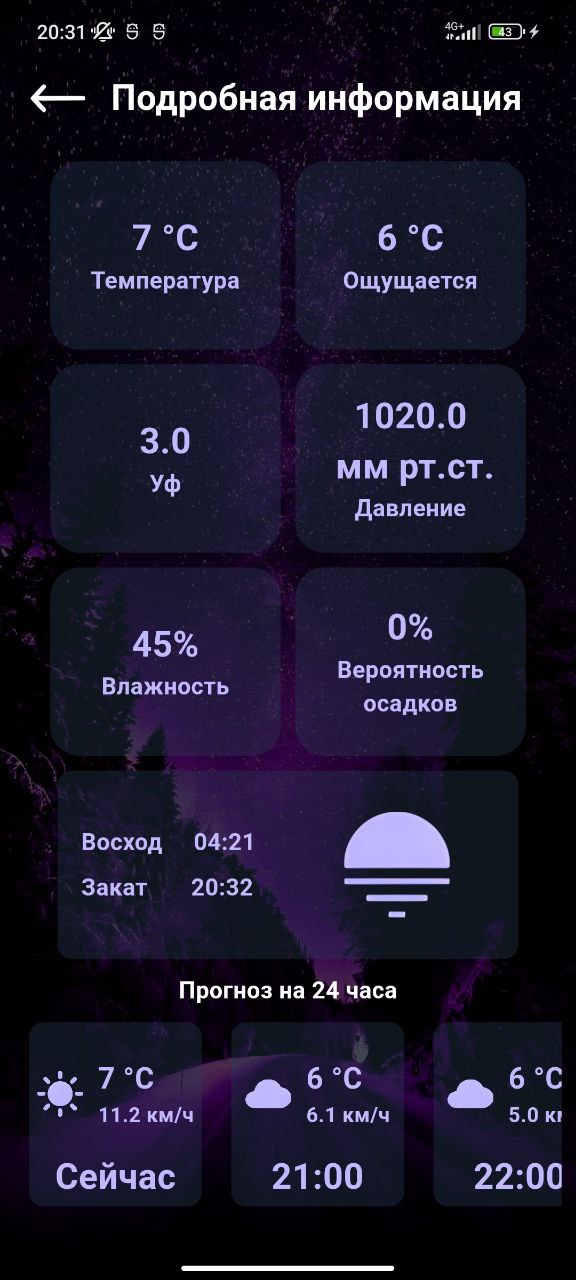 20:31
4G+
43
Подробная информация
7 °C
Температура
6 °C
Ощущается
3.0
Уф
1020.0
мм рт.ст.
Давление
45%
Влажность
0%
Вероятность
осадков
Восход 04:21
Закат 20:32
Прогноз на 24 часа
7 °C
11.2 км/ч
Сейчас
6 °C
6.1 км/ч
21:00
6 °C
5.0 км
22:00